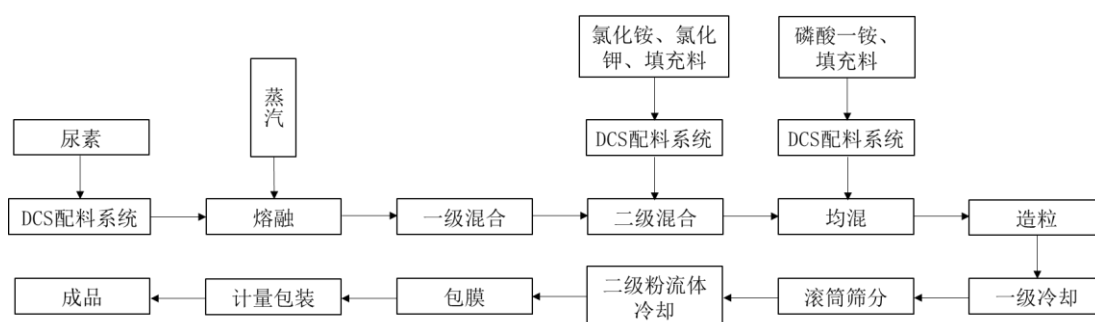 氯化铵、氯化
钾、填充料
磷酸一铵、
填充料
蒸汽
尿素
DCS配料系统
DCS配料系统
DCS配料系统
熔融
一级混合
二级混合
均混
造粒
成品
计量包装
包膜
二级粉流体
冷却
滚筒筛分
一级冷却